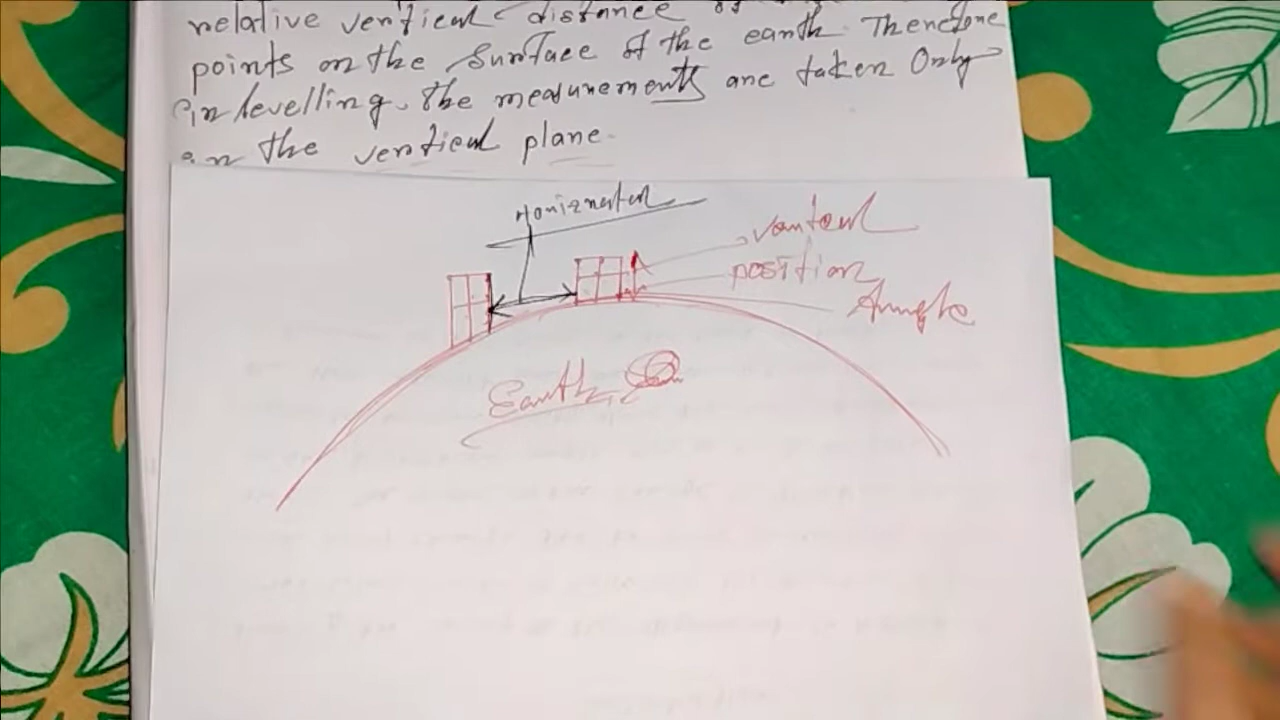 relative vertical distance of
points on the surface of the earth. Therefore
in levelling, the measurements are taken Only
in the vertical plane.
Horizontal
position
Angle
Earth